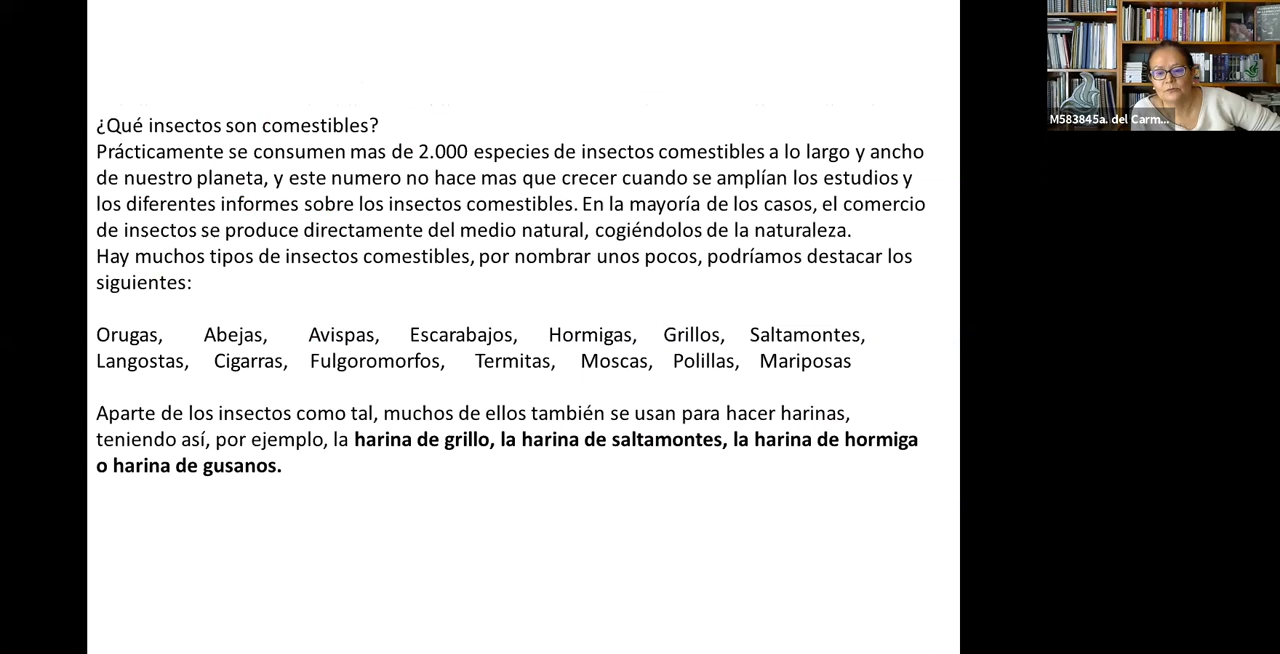 ¿Qué insectos son comestibles?
Prácticamente se consumen mas de 2.000 especies de insectos comestibles a lo largo y ancho
de nuestro planeta, y este numero no hace mas que crecer cuando se amplían los estudios y
los diferentes informes sobre los insectos comestibles. En la mayoría de los casos, el comercio
de insectos se produce directamente del medio natural, cogiéndolos de la naturaleza.
Hay muchos tipos de insectos comestibles, por nombrar unos pocos, podríamos destacar los
siguientes:
Orugas, Abejas, Avispas, Escarabajos, Hormigas, Grillos, Saltamontes,
Langostas, Cigarras, Fulgoromorfos, Termitas, Moscas, Polillas, Mariposas
Aparte de los insectos como tal, muchos de ellos también se usan para hacer harinas,
teniendo así, por ejemplo, la harina de grillo, la harina de saltamontes, la harina de hormiga
o harina de gusanos.
M583845a. del Carm...